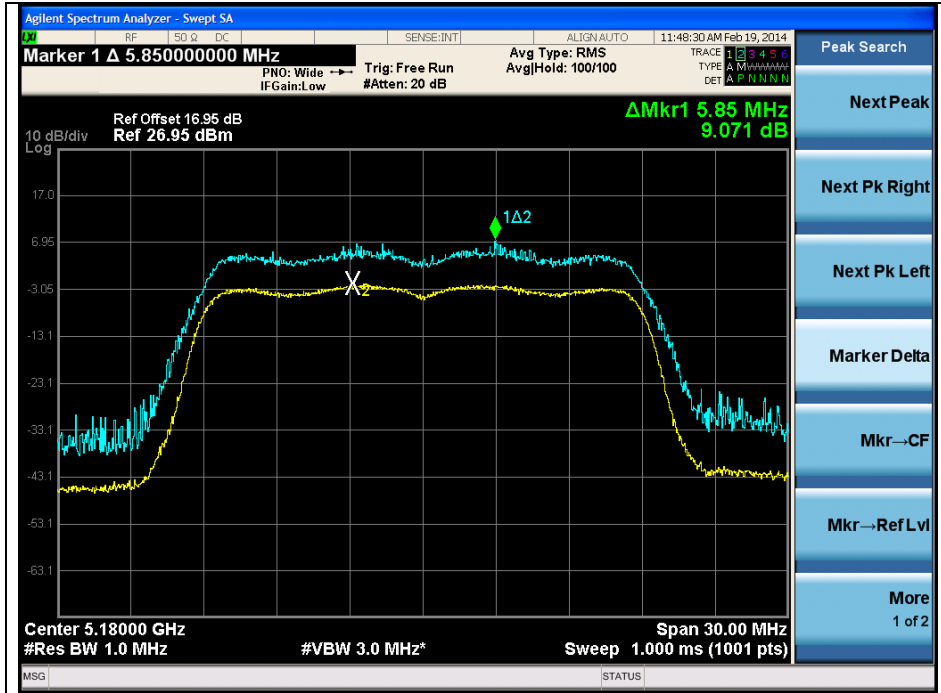 Agilent Spectrum Analyzer - Swept SA
LXI RF 50 Ω DC SENSE:INT ALIGN AUTO 11:48:30 AM Feb 19, 2014
Marker 1 Δ 5.850000000 MHz
PNO: Wide
IFGain:Low
Trig: Free Run
#Atten: 20 dB
Avg Type: RMS
Avg|Hold: 100/100
TRACE 1 2 3 4 5 6
TYPE A M W W W W
DET A P N N N N
Peak Search
ΔMkr1 5.85 MHz
9.071 dB
Ref Offset 16.95 dB
10 dB/div Ref 26.95 dBm
Log
17.0
6.95
-3.05
-13.1
-23.1
-33.1
-43.1
-53.1
-63.1
1Δ2
X2
Center 5.18000 GHz Span 30.00 MHz
#Res BW 1.0 MHz #VBW 3.0 MHz* Sweep 1.000 ms (1001 pts)
MSG STATUS
Next Peak
Next Pk Right
Next Pk Left
Marker Delta
Mkr→CF
Mkr→Ref Lvl
More
1 of 2